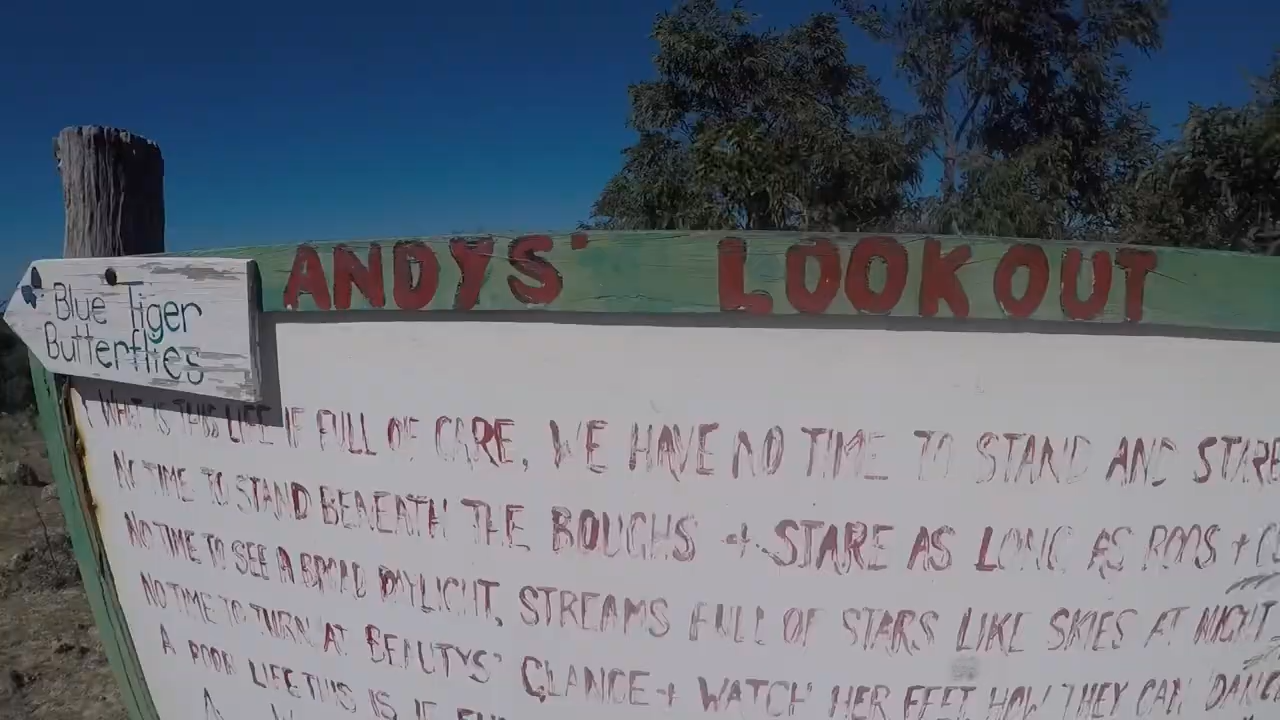 ANDYS' LOOKOUT
Blue Tiger
Butterflies
WHAT IS THIS LIFE IF FULL OF CARE, WE HAVE NO TIME TO STAND AND STARE
NO TIME TO STAND BENEATH THE BOUGHS + STARE AS LONG AS ROOS +
NO TIME TO SEE A BROAD DAYLIGHT, STREAMS FULL OF STARS LIKE SKIES AT NIGHT
NO TIME TO TURN AT BEAUTYS' GLANCE + WATCH HER FEET HOW THEY CAN DANC
A POOR LIFE THIS IS IF